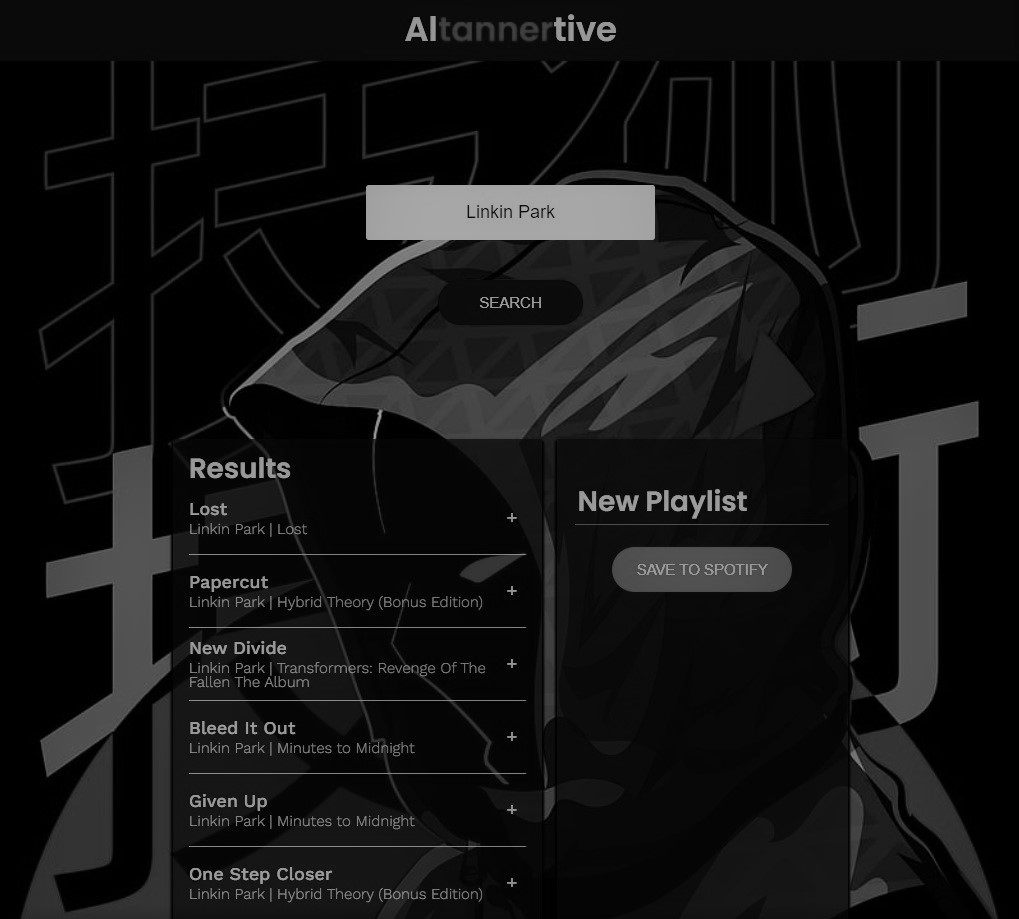 Altannertive
Linkin Park
SEARCH
Results
Lost
Linkin Park | Lost
+
Papercut
Linkin Park | Hybrid Theory (Bonus Edition)
+
New Divide
Linkin Park | Transformers: Revenge Of The
Fallen The Album
+
Bleed It Out
Linkin Park | Minutes to Midnight
+
Given Up
Linkin Park | Minutes to Midnight
+
One Step Closer
Linkin Park | Hybrid Theory (Bonus Edition)
+
New Playlist
SAVE TO SPOTIFY